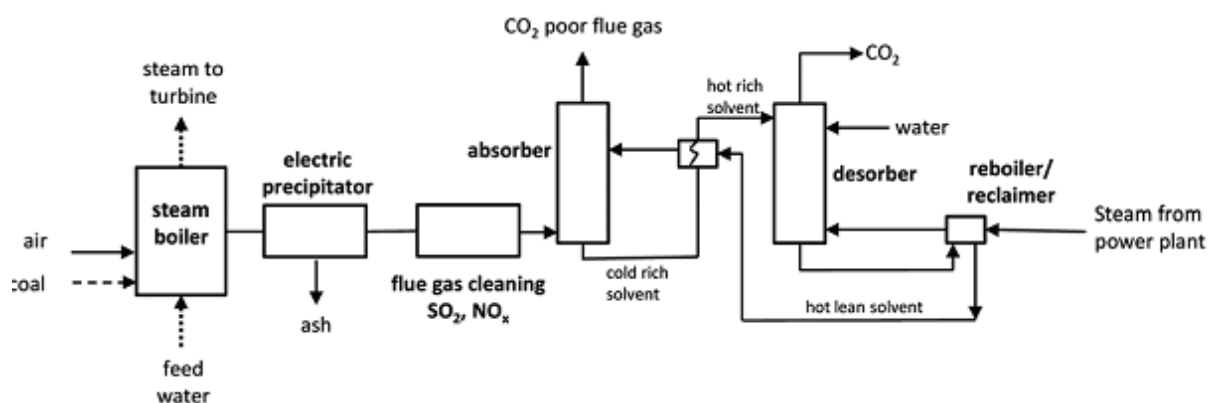 CO₂ poor flue gas
CO₂
steam to
turbine
hot rich
solvent
water
absorber
electric
precipitator
desorber
reboiler/
reclaimer
steam
boiler
Steam from
power plant
air
coal
cold rich
solvent
flue gas cleaning
SO₂, NOₓ
hot lean solvent
ash
feed
water